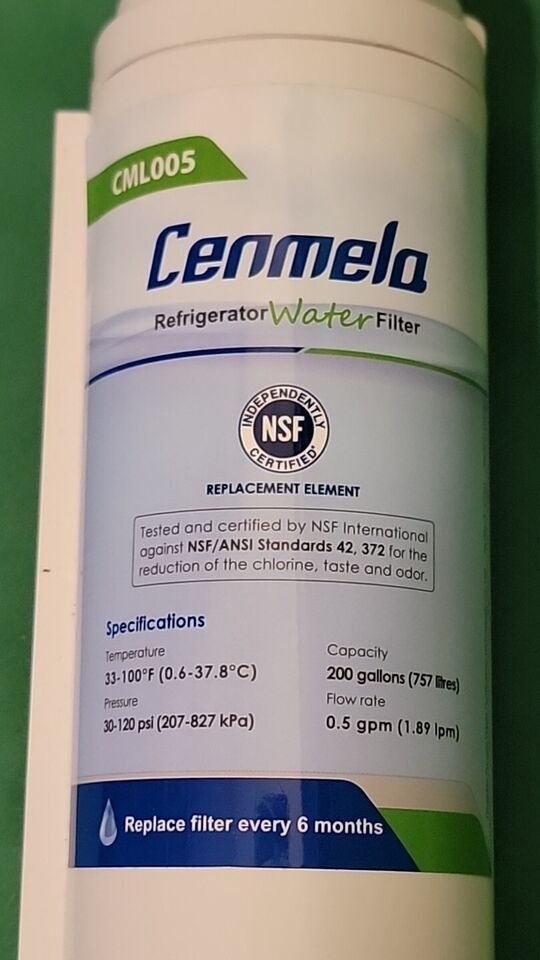 CML005
Cenmela
Refrigerator Water Filter
INDEPENDENTLY
NSF
CERTIFIED
REPLACEMENT ELEMENT
Tested and certified by NSF International
against NSF/ANSI Standards 42, 372 for the
reduction of the chlorine, taste and odor.
Specifications
Temperature
33-100°F (0.6-37.8°C)
Pressure
30-120 psi (207-827 kPa)
Capacity
200 gallons (757 litres)
Flow rate
0.5 gpm (1.89 lpm)
Replace filter every 6 months